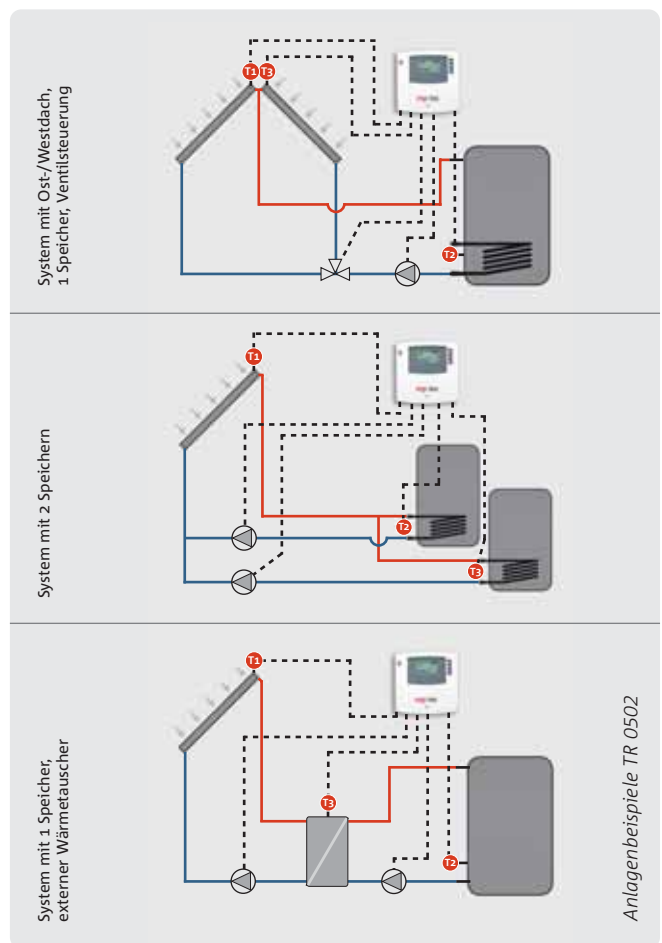 System mit Ost-/Westdach,
1 Speicher, Ventilsteuerung
T1
T3
T2
System mit 2 Speichern
T1
T2
T3
System mit 1 Speicher,
externer Wärmetauscher
T1
T3
T2
Anlagenbeispiele TR 0502